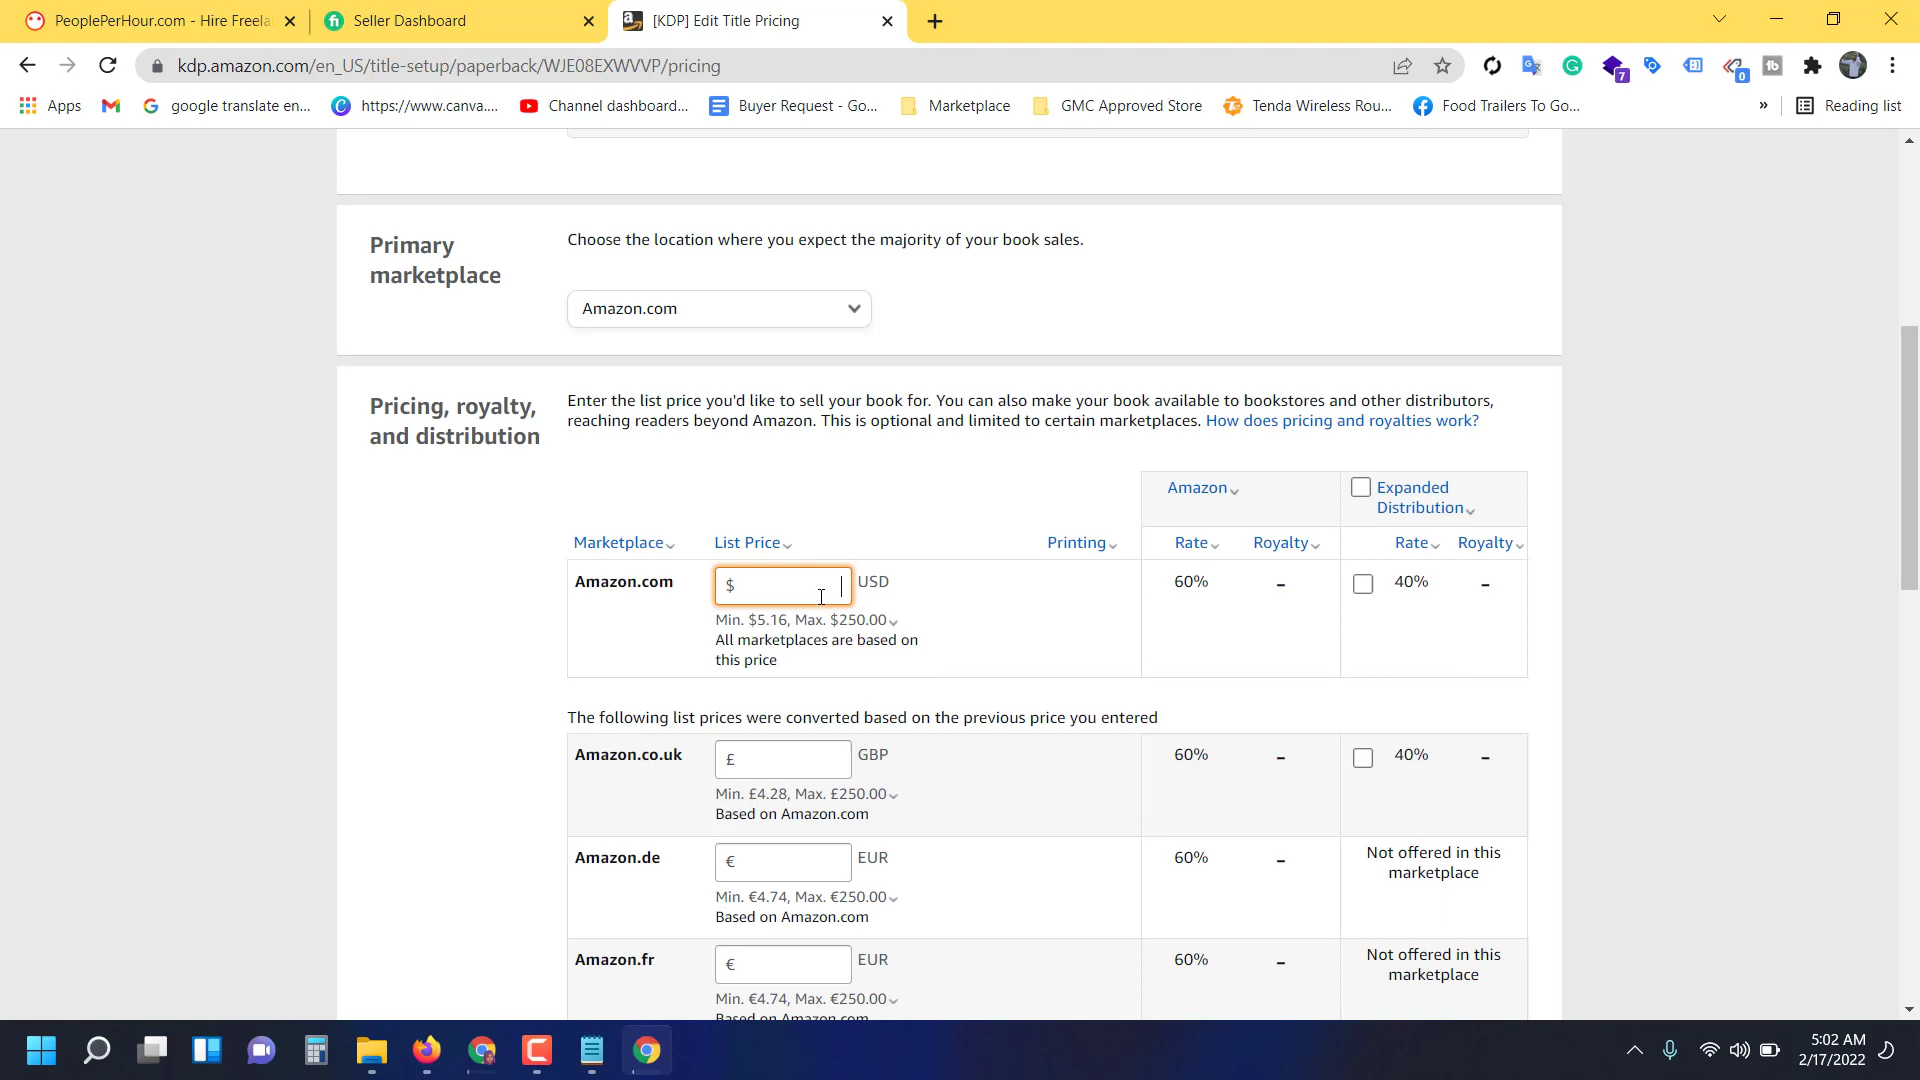 PeoplePerHour.com - Hire Freela
Seller Dashboard
[KDP] Edit Title Pricing
kdp.amazon.com/en_US/title-setup/paperback/WJE08EXWVVP/pricing
7
0
Apps
google translate en...
https://www.canva....
Channel dashboard...
Buyer Request - Go...
Marketplace
GMC Approved Store
Tenda Wireless Rou...
Food Trailers To Go...
»
Reading list
Primary
marketplace
Choose the location where you expect the majority of your book sales.
Amazon.com
Pricing, royalty,
and distribution
Enter the list price you'd like to sell your book for. You can also make your book available to bookstores and other distributors,
reaching readers beyond Amazon. This is optional and limited to certain marketplaces. How does pricing and royalties work?
Amazon
Expanded
Distribution
Marketplace List Price Printing Rate Royalty Rate Royalty
Amazon.com $ USD 60% – 40% –
Min. $5.16, Max. $250.00
All marketplaces are based on
this price
The following list prices were converted based on the previous price you entered
Amazon.co.uk £ GBP 60% – 40% –
Min. £4.28, Max. £250.00
Based on Amazon.com
Amazon.de € EUR 60% –
Not offered in this
marketplace
Min. €4.74, Max. €250.00
Based on Amazon.com
Amazon.fr € EUR 60% –
Not offered in this
marketplace
Min. €4.74, Max. €250.00
Based on Amazon.com
5:02 AM
2/17/2022